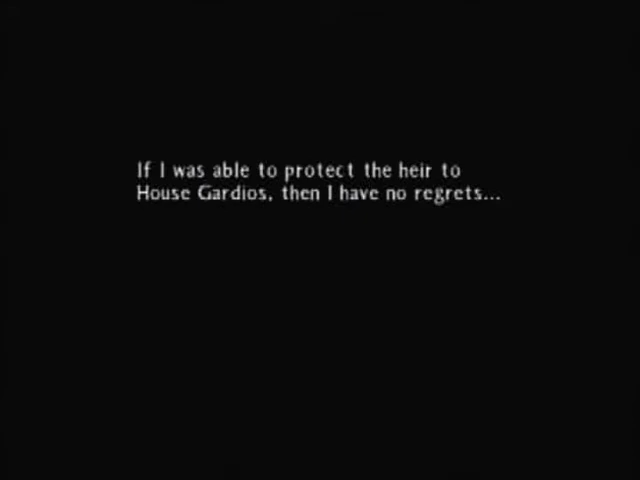 If I was able to protect the heir to
House Gardios, then I have no regrets...